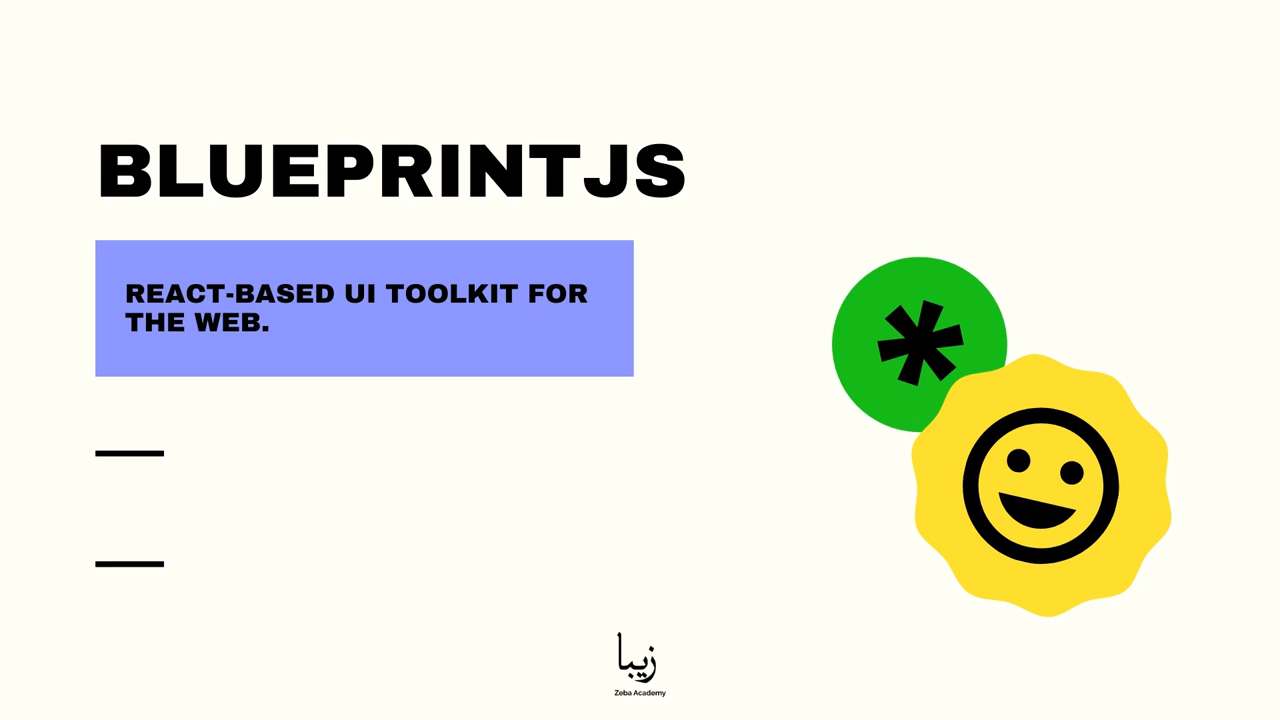 BLUEPRINTJS
REACT-BASED UI TOOLKIT FOR
THE WEB.
زیبا
Zeba Academy